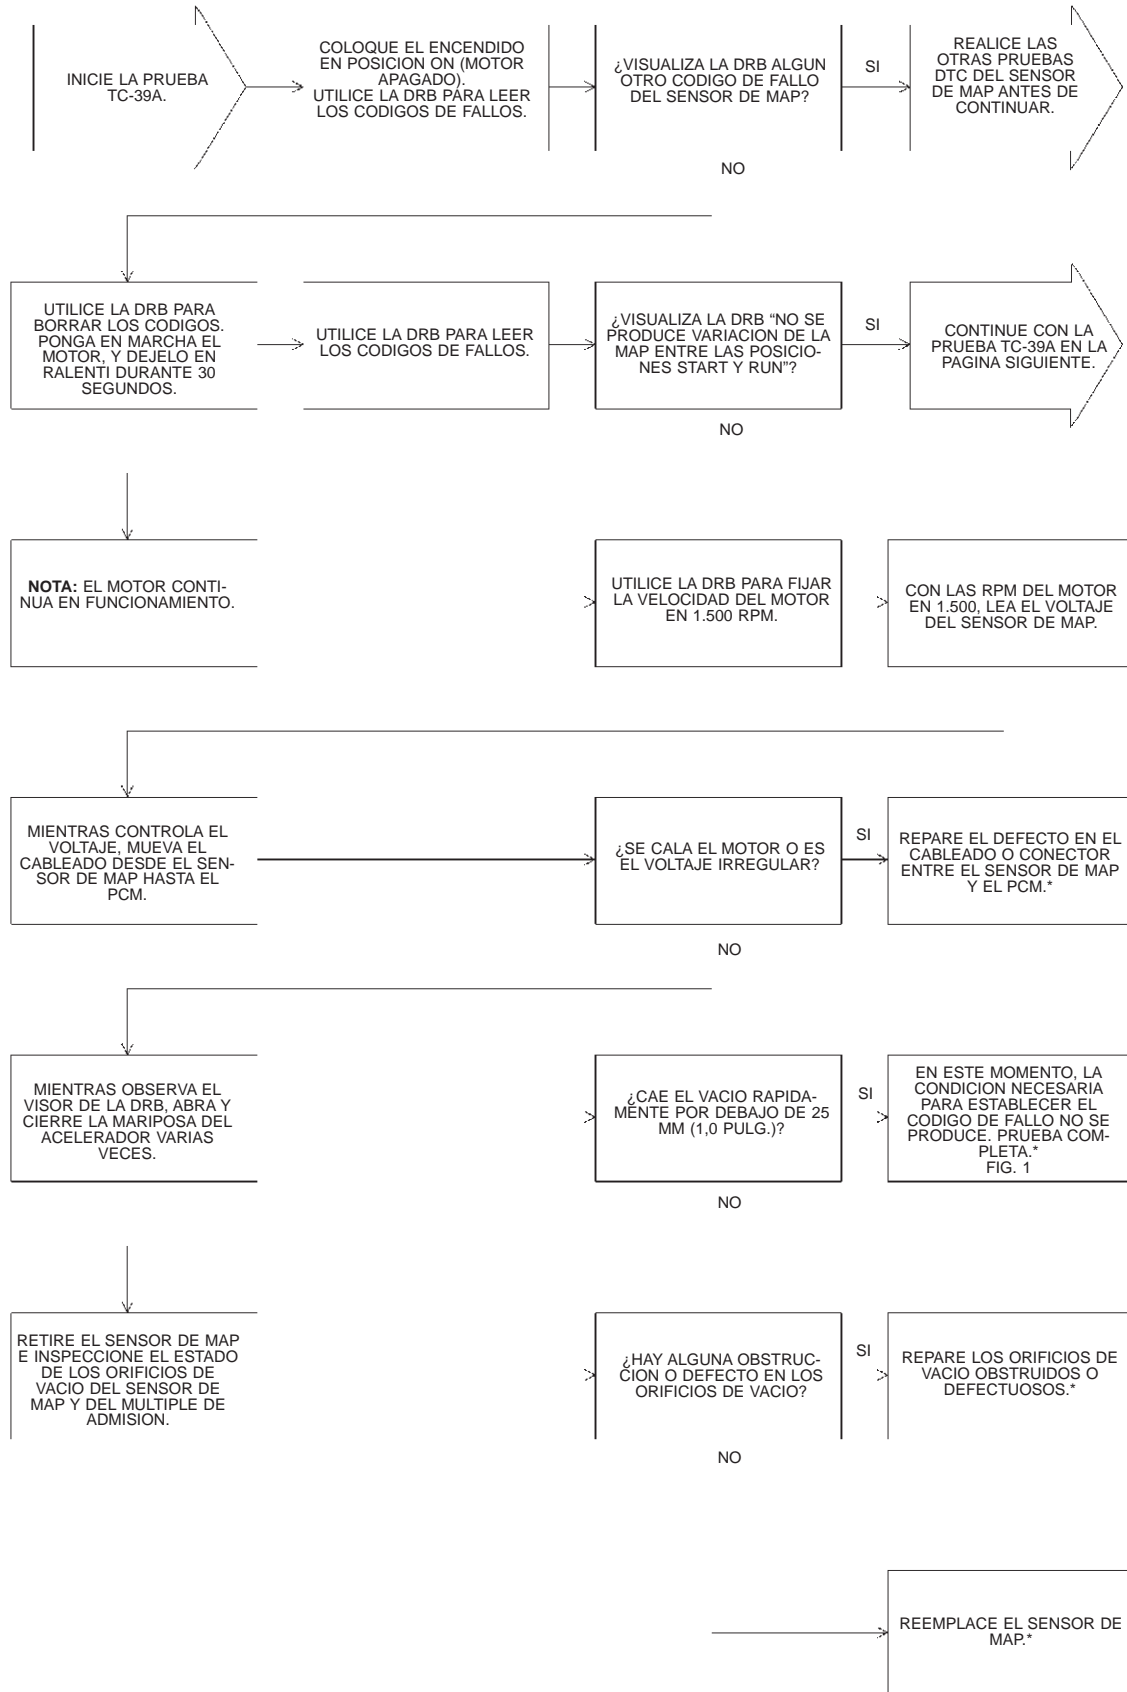 INICIE LA PRUEBA
TC-39A.
COLOQUE EL ENCENDIDO
EN POSICION ON (MOTOR
APAGADO).
UTILICE LA DRB PARA LEER
LOS CODIGOS DE FALLOS.
¿VISUALIZA LA DRB ALGUN
OTRO CODIGO DE FALLO
DEL SENSOR DE MAP?
SI
REALICE LAS
OTRAS PRUEBAS
DTC DEL SENSOR
DE MAP ANTES DE
CONTINUAR.
NO
UTILICE LA DRB PARA
BORRAR LOS CODIGOS.
PONGA EN MARCHA EL
MOTOR, Y DEJELO EN
RALENTI DURANTE 30
SEGUNDOS.
UTILICE LA DRB PARA LEER
LOS CODIGOS DE FALLOS.
¿VISUALIZA LA DRB “NO SE
PRODUCE VARIACION DE LA
MAP ENTRE LAS POSICIO-
NES START Y RUN”?
SI
CONTINUE CON LA
PRUEBA TC-39A EN LA
PAGINA SIGUIENTE.
NO
NOTA: EL MOTOR CONTI-
NUA EN FUNCIONAMIENTO.
UTILICE LA DRB PARA FIJAR
LA VELOCIDAD DEL MOTOR
EN 1.500 RPM.
CON LAS RPM DEL MOTOR
EN 1.500, LEA EL VOLTAJE
DEL SENSOR DE MAP.
MIENTRAS CONTROLA EL
VOLTAJE, MUEVA EL
CABLEADO DESDE EL SEN-
SOR DE MAP HASTA EL
PCM.
¿SE CALA EL MOTOR O ES
EL VOLTAJE IRREGULAR?
SI
REPARE EL DEFECTO EN EL
CABLEADO O CONECTOR
ENTRE EL SENSOR DE MAP
Y EL PCM.*
NO
MIENTRAS OBSERVA EL
VISOR DE LA DRB, ABRA Y
CIERRE LA MARIPOSA DEL
ACELERADOR VARIAS
VECES.
¿CAE EL VACIO RAPIDA-
MENTE POR DEBAJO DE 25
MM (1,0 PULG.)?
SI
EN ESTE MOMENTO, LA
CONDICION NECESARIA
PARA ESTABLECER EL
CODIGO DE FALLO NO SE
PRODUCE. PRUEBA COM-
PLETA.*
FIG. 1
NO
RETIRE EL SENSOR DE MAP
E INSPECCIONE EL ESTADO
DE LOS ORIFICIOS DE
VACIO DEL SENSOR DE
MAP Y DEL MULTIPLE DE
ADMISION.
¿HAY ALGUNA OBSTRUC-
CION O DEFECTO EN LOS
ORIFICIOS DE VACIO?
SI
REPARE LOS ORIFICIOS DE
VACIO OBSTRUIDOS O
DEFECTUOSOS.*
NO
REEMPLACE EL SENSOR DE
MAP.*